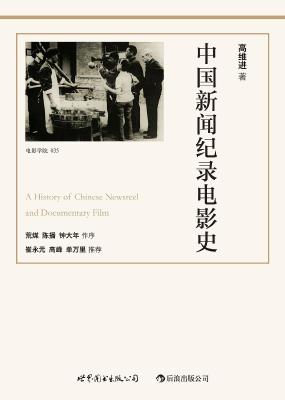 高维进 著
中国新闻纪录电影史
电影学院 035
A History of Chinese Newsreel
and Documentary Film
荒煤 陈播 钟大年 作序
崔永元 高峰 单万里 推荐
世界图书出版公司
后浪出版公司